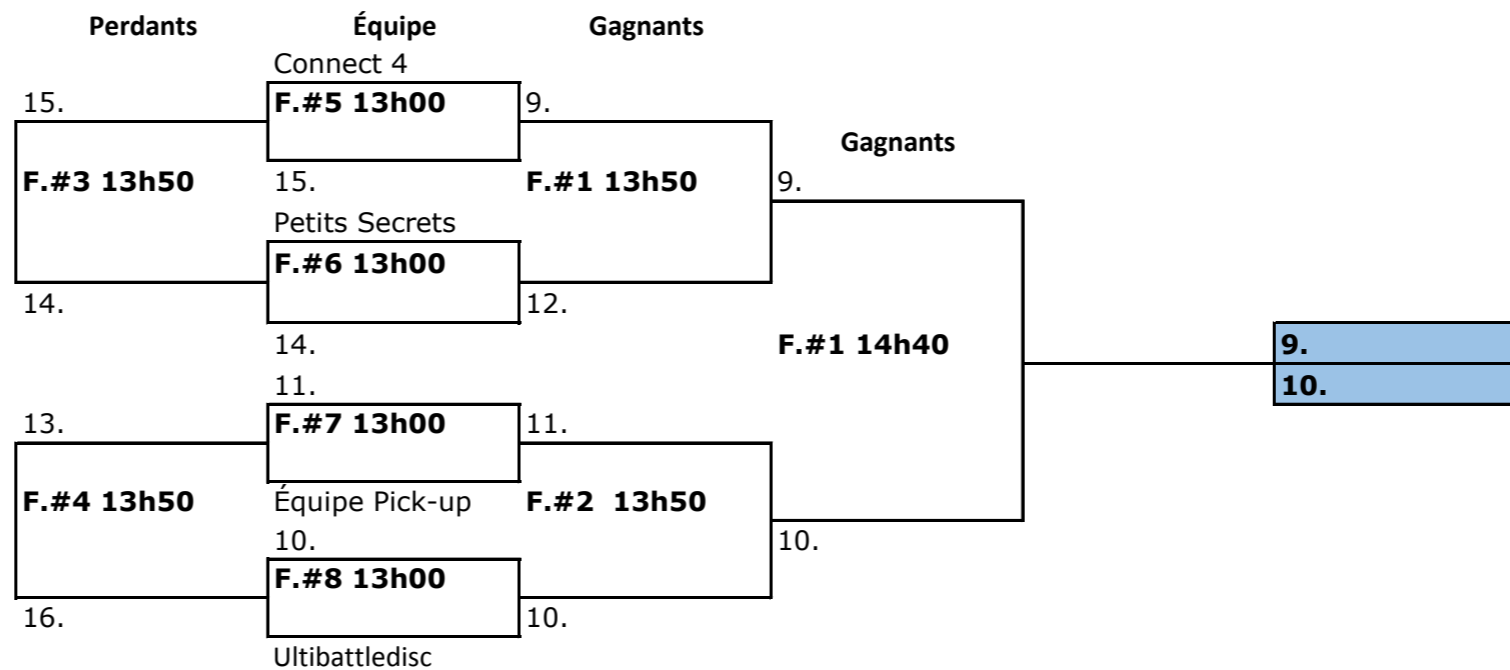 Perdants Équipe Gagnants
Connect 4
15. F.#5 13h00 9.
Gagnants
F.#3 13h50 15. F.#1 13h50 9.
Petits Secrets
F.#6 13h00
14. 12.
14. F.#1 14h40 9.
11. 10.
13. F.#7 13h00 11.
F.#4 13h50 Équipe Pick-up F.#2 13h50
10. 10.
F.#8 13h00
16. 10.
Ultibattledisc